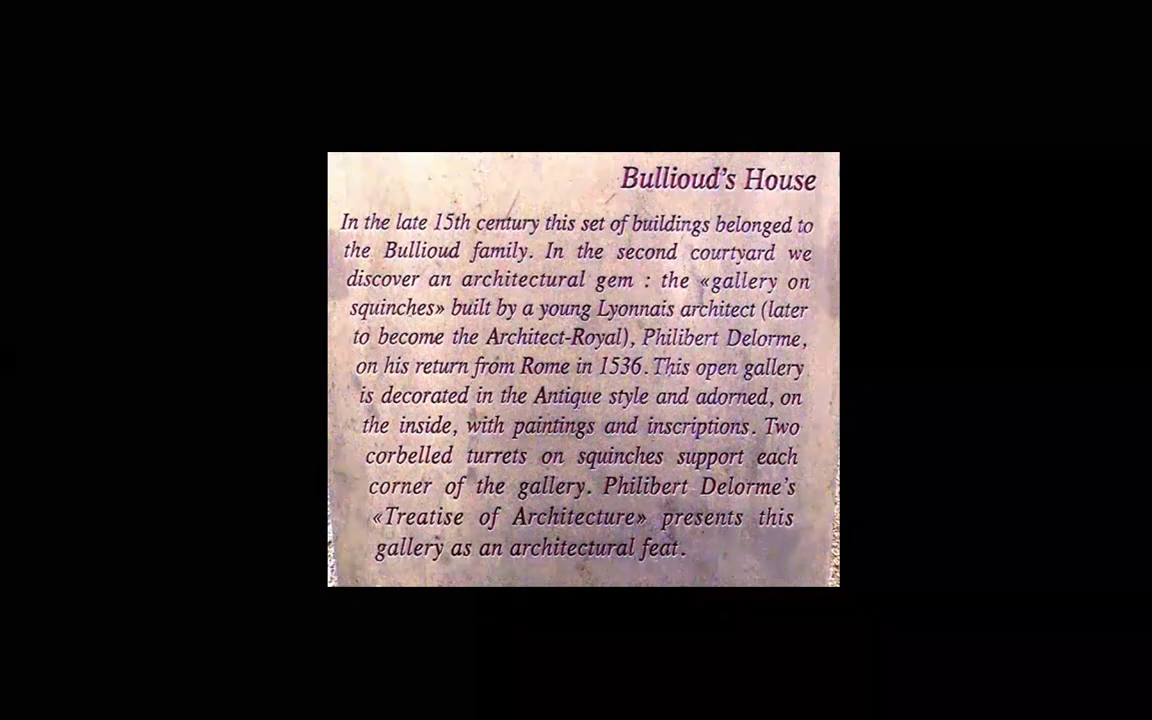 Bullioud's House
In the late 15th century this set of buildings belonged to
the Bullioud family. In the second courtyard we
discover an architectural gem : the «gallery on
squinches» built by a young Lyonnais architect (later
to become the Architect-Royal), Philibert Delorme,
on his return from Rome in 1536. This open gallery
is decorated in the Antique style and adorned, on
the inside, with paintings and inscriptions. Two
corbelled turrets on squinches support each
corner of the gallery. Philibert Delorme's
«Treatise of Architecture» presents this
gallery as an architectural feat.